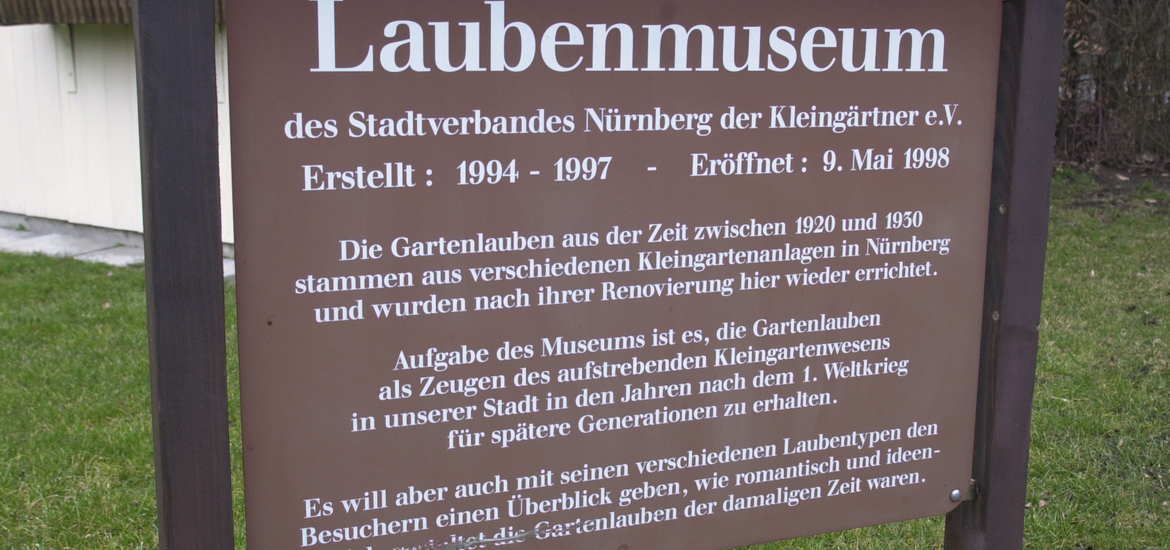 Laubenmuseum
des Stadtverbandes Nürnberg der Kleingärtner e.V.
Erstellt : 1994 - 1997 - Eröffnet : 9. Mai 1998
Die Gartenlauben aus der Zeit zwischen 1920 und 1930
stammen aus verschiedenen Kleingartenanlagen in Nürnberg
und wurden nach ihrer Renovierung hier wieder errichtet.
Aufgabe des Museums ist es, die Gartenlauben
als Zeugen des aufstrebenden Kleingartenwesens
in unserer Stadt in den Jahren nach dem 1. Weltkrieg
für spätere Generationen zu erhalten.
Es will aber auch mit seinen verschiedenen Laubentypen den
Besuchern einen Überblick geben, wie romantisch und ideen-
die Gartenlauben der damaligen Zeit waren.